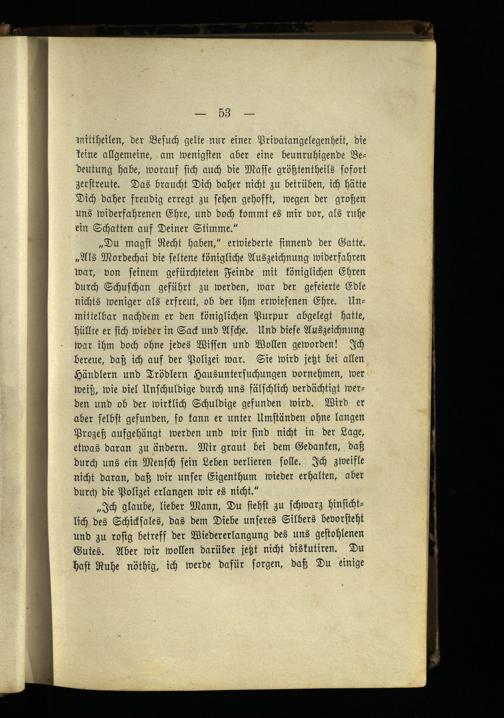 — 53 —
mittheilen, der Besuch gelte nur einer Privatangelegenheit, die
keine allgemeine, am wenigsten aber eine beunruhigende Be-
deutung habe, worauf sich auch die Masse größtentheils sofort
zerstreute. Das braucht Dich daher nicht zu betrüben, ich hätte
Dich daher freudig erregt zu sehen gehofft, wegen der großen
uns widerfahrenen Ehre, und doch kommt es mir vor, als ruhe
ein Schatten auf Deiner Stimme.“
„Du magst Recht haben,“ erwiederte sinnend der Gatte.
„Als Mordechai die seltene königliche Auszeichnung widerfahren
war, von seinem gefürchteten Feinde mit königlichen Ehren
durch Schuschan geführt zu werden, war der gefeierte Edle
nichts weniger als erfreut, ob der ihm erwiesenen Ehre. Un-
mittelbar nachdem er den königlichen Purpur abgelegt hatte,
hüllte er sich wieder in Sack und Asche. Und diese Auszeichnung
war ihm doch ohne jedes Wissen und Wollen geworden! Ich
bereue, daß ich auf der Polizei war. Sie wird jetzt bei allen
Händlern und Trödlern Hausuntersuchungen vornehmen, wer
weiß, wie viel Unschuldige durch uns fälschlich verdächtigt wer-
den und ob der wirklich Schuldige gefunden wird. Wird er
aber selbst gefunden, so kann er unter Umständen ohne langen
Prozeß aufgehängt werden und wir sind nicht in der Lage,
etwas daran zu ändern. Mir graut bei dem Gedanken, daß
durch uns ein Mensch sein Leben verlieren solle. Ich zweifle
nicht daran, daß wir unser Eigenthum wieder erhalten, aber
durch die Polizei erlangen wir es nicht.“
„Ich glaube, lieber Mann, Du siehst zu schwarz hinsicht-
lich des Schicksales, das dem Diebe unseres Silbers bevorsteht
und zu rosig betreff der Wiedererlangung des uns gestohlenen
Gutes. Aber wir wollen darüber jetzt nicht diskutiren. Du
hast Ruhe nöthig, ich werde dafür sorgen, daß Du einige